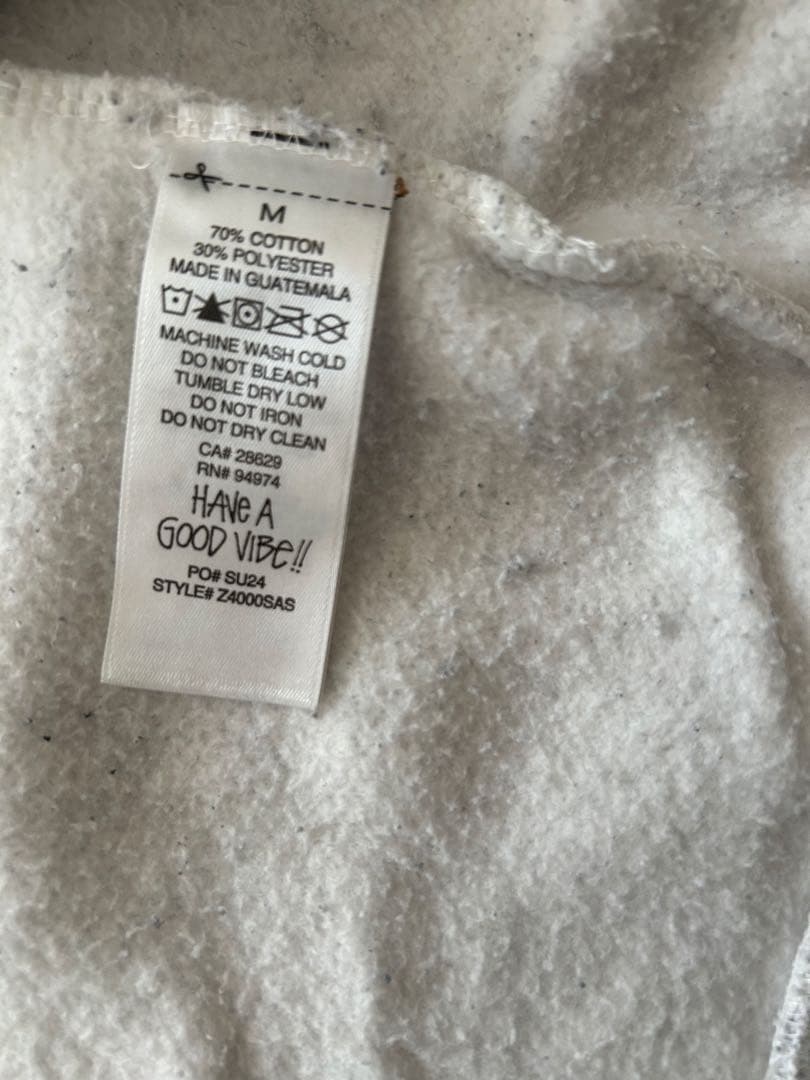 M
70% COTTON
30% POLYESTER
MADE IN GUATEMALA
MACHINE WASH COLD
DO NOT BLEACH
TUMBLE DRY LOW
DO NOT IRON
DO NOT DRY CLEAN
CA# 28629
RN# 94974
HAVE A
GOOD VIBE!!
PO# SU24
STYLE# Z4000SAS